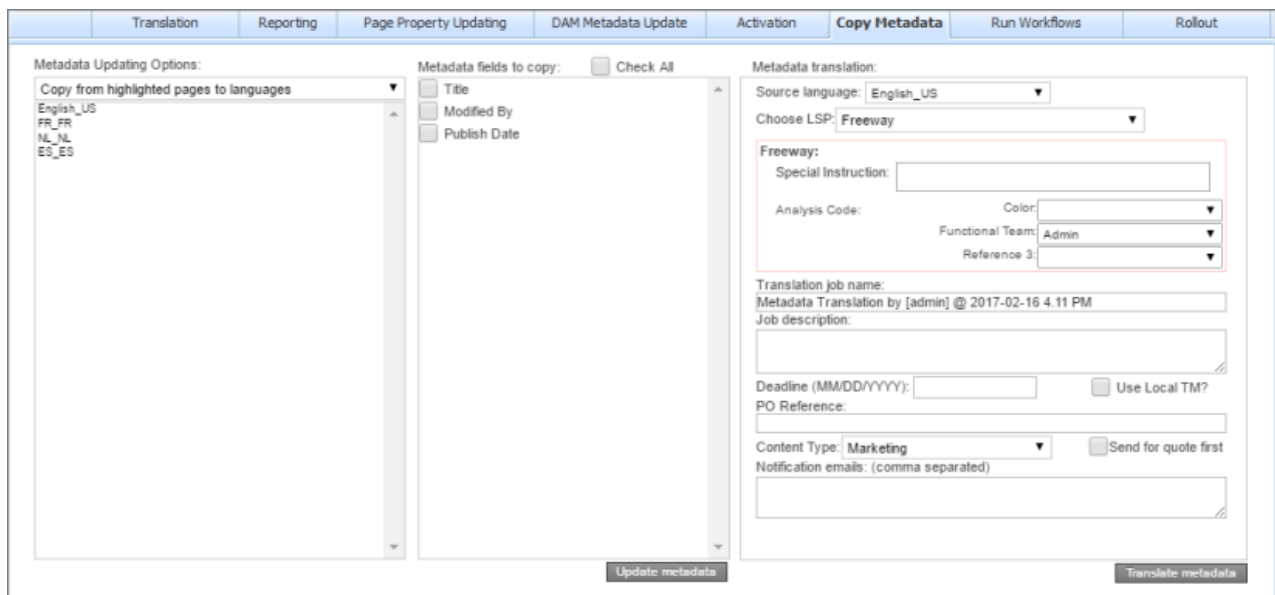 Translation Reporting Page Property Updating DAM Metadata Update Activation Copy Metadata Run Workflows Rollout
Metadata Updating Options:
Copy from highlighted pages to languages
English_US
FR_FR
NL_NL
ES_ES
Metadata fields to copy: Check All
Title
Modified By
Publish Date
Update metadata
Metadata translation:
Source language: English_US
Choose LSP: Freeway
Freeway:
Special Instruction:
Analysis Code: Color:
Functional Team: Admin
Reference 3:
Translation job name:
Metadata Translation by [admin] @ 2017-02-16 4.11 PM
Job description:
Deadline (MM/DD/YYYY): Use Local TM?
PO Reference:
Content Type: Marketing Send for quote first
Notification emails: (comma separated)
Translate metadata